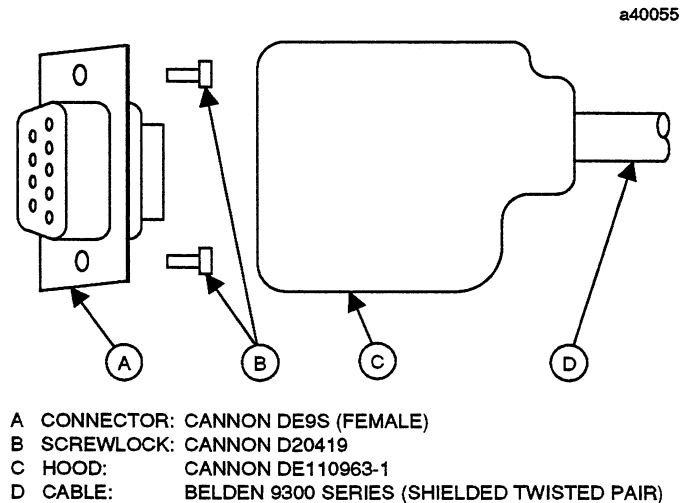 a40055
A
B
C
D
A CONNECTOR: CANNON DE9S (FEMALE)
B SCREWLOCK: CANNON D20419
C HOOD: CANNON DE110963-1
D CABLE: BELDEN 9300 SERIES (SHIELDED TWISTED PAIR)